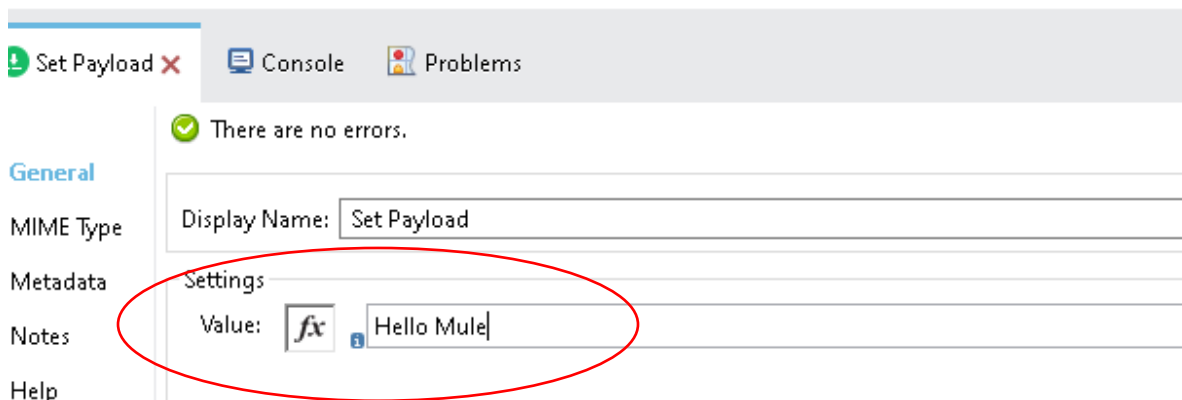 Set Payload Console Problems
There are no errors.
General
Display Name: Set Payload
MIME Type
Metadata
Settings
Value: fx Hello Mule
Notes
Help